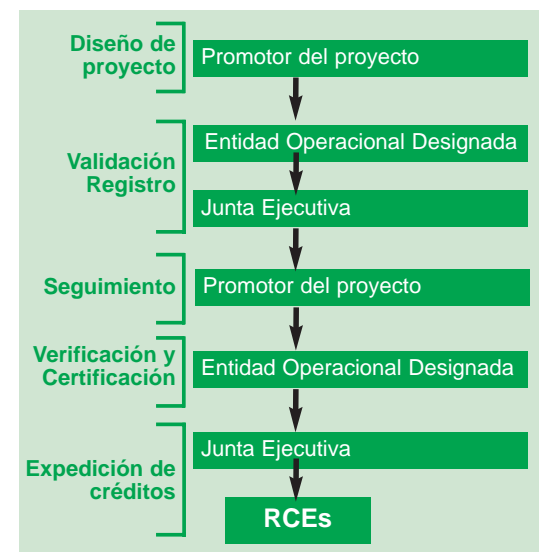 Diseño de
proyecto
Promotor del proyecto
Validación
Registro
Entidad Operacional Designada
Junta Ejecutiva
Seguimiento
Promotor del proyecto
Verificación y
Certificación
Entidad Operacional Designada
Expedición de
créditos
Junta Ejecutiva
RCEs